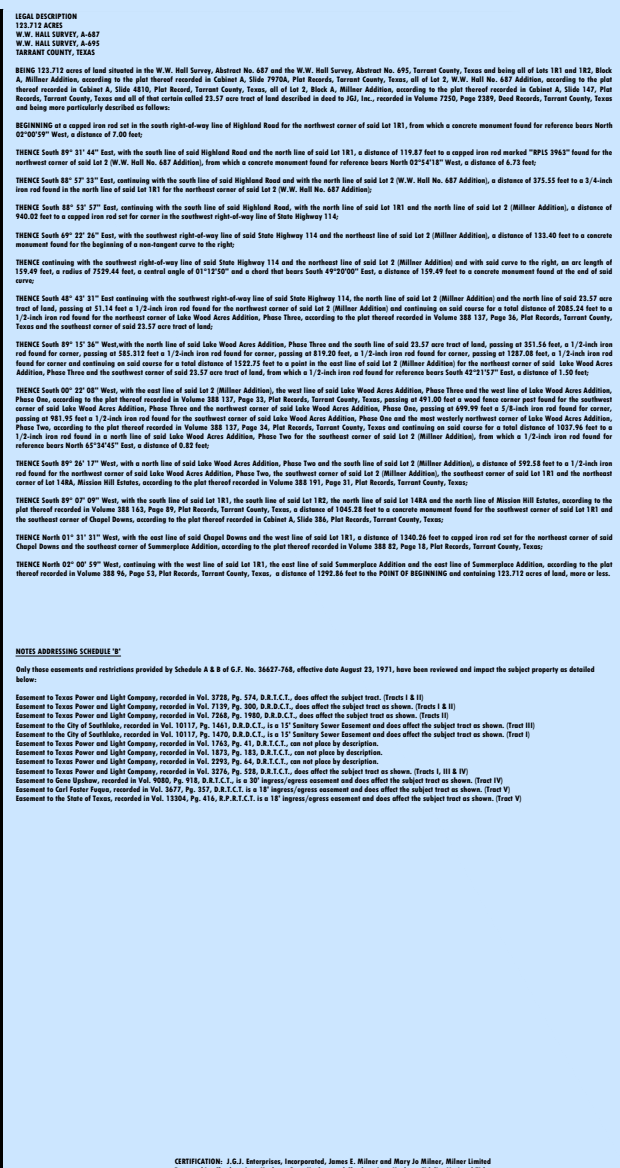 LEGAL DESCRIPTION
123.712 ACRES
W.W. HALL SURVEY, A-687
W.W. HALL SURVEY, A-695
TARRANT COUNTY, TEXAS
BEING 123.712 acres of land situated in the W.W. Hall Survey, Abstract No. 687 and the W.W. Hall Survey, Abstract No. 695, Tarrant County, Texas and being all of Lots 1R1 and 1R2, Block
A, Millner Addition, according to the plat thereof recorded in Cabinet A, Slide 7970A, Plat Records, Tarrant County, Texas, all of Lot 2, W.W. Hall No. 687 Addition, according to the plat
thereof recorded in Cabinet A, Slide 4810, Plat Record, Tarrant County, Texas, all of Lot 2, Block A, Millner Addition, according to the plat thereof recorded in Cabinet A, Slide 147, Plat
Records, Tarrant County, Texas and all of that certain called 23.57 acre tract of land described in deed to JGJ, Inc., recorded in Volume 7250, Page 2389, Deed Records, Tarrant County, Texas
and being more particularly described as follows:
BEGINNING at a capped iron rod set in the south right-of-way line of Highland Road for the northwest corner of said Lot 1R1, from which a concrete monument found for reference bears North
02°00'59" West, a distance of 7.00 feet;
THENCE South 89° 31' 44" East, with the south line of said Highland Road and the north line of said Lot 1R1, a distance of 119.87 feet to a capped iron rod marked "RPLS 3963" found for the
northwest corner of said Lot 2 (W.W. Hall No. 687 Addition), from which a concrete monument found for reference bears North 02°54'18" West, a distance of 6.73 feet;
THENCE South 88° 57' 33" East, continuing with the south line of said Highland Road and with the north line of said Lot 2 (W.W. Hall No. 687 Addition), a distance of 375.55 feet to a 3/4-inch
iron rod found in the north line of said Lot 1R1 for the northeast corner of said Lot 2 (W.W. Hall No. 687 Addition);
THENCE South 88° 53' 57" East, continuing with the south line of said Highland Road, with the north line of said Lot 1R1 and the north line of said Lot 2 (Millner Addition), a distance of
940.02 feet to a capped iron rod set for corner in the southwest right-of-way line of State Highway 114;
THENCE South 69° 22' 26" East, with the southwest right-of-way line of said State Highway 114 and the northeast line of said Lot 2 (Millner Addition), a distance of 133.40 feet to a concrete
monument found for the beginning of a non-tangent curve to the right;
THENCE continuing with the southwest right-of-way line of said State Highway 114 and the northeast line of said Lot 2 (Millner Addition) and with said curve to the right, an arc length of
159.49 feet, a radius of 7529.44 feet, a central angle of 01°12'50" and a chord that bears South 49°20'00" East, a distance of 159.49 feet to a concrete monument found at the end of said
curve;
THENCE South 48° 43' 31" East continuing with the southwest right-of-way line of said State Highway 114, the north line of said Lot 2 (Millner Addition) and the north line of said 23.57 acre
tract of land, passing at 51.14 feet a 1/2-inch iron rod found for the northwest corner of said Lot 2 (Millner Addition) and continuing on said course for a total distance of 2085.24 feet to a
1/2-inch iron rod found for the northeast corner of Lake Wood Acres Addition, Phase Three, according to the plat thereof recorded in Volume 388 137, Page 36, Plat Records, Tarrant County,
Texas and the southeast corner of said 23.57 acre tract of land;
THENCE South 89° 15' 36" West,with the north line of said Lake Wood Acres Addition, Phase Three and the south line of said 23.57 acre tract of land, passing at 351.56 feet, a 1/2-inch iron
rod found for corner, passing at 585.312 feet a 1/2-inch iron rod found for corner, passing at 819.20 feet, a 1/2-inch iron rod found for corner, passing at 1287.08 feet, a 1/2-inch iron rod
found for corner and continuing on said course for a total distance of 1522.75 feet to a point in the east line of Lot 2 (Millner Addition) for the northeast corner of said Lake Wood Acres
Addition, Phase Three and the southwest corner of said 23.57 acre tract of land, from which a 1/2-inch iron rod found for reference bears South 42°21'57" East, a distance of 1.50 feet;
THENCE South 00° 22' 08" West, with the east line of said Lot 2 (Millner Addition), the west line of said Lake Wood Acres Addition, Phase Three and the west line of Lake Wood Acres Addition,
Phase One, according to the plat thereof recorded in Volume 388 137, Page 33, Plat Records, Tarrant County, Texas, passing at 491.00 feet a wood fence corner post found for the southwest
corner of said Lake Wood Acres Addition, Phase Three and the northwest corner of said Lake Wood Acres Addition, Phase One, passing at 699.99 feet a 5/8-inch iron rod found for corner,
passing at 981.95 feet a 1/2-inch iron rod found for the southwest corner of said Lake Wood Acres Addition, Phase One and the most westerly northwest corner of Lake Wood Acres Addition,
Phase Two, according to the plat thereof recorded in Volume 388 137, Page 34, Plat Records, Tarrant County, Texas and continuing on said course for a total distance of 1037.96 feet to a
1/2-inch iron rod found in a north line of said Lake Wood Acres Addition, Phase Two for the southeast corner of said Lot 2 (Millner Addition), from which a 1/2-inch iron rod found for
reference bears North 65°34'45" East, a distance of 0.82 feet;
THENCE South 89° 26' 17" West, with a north line of said Lake Wood Acres Addition, Phase Two and the south line of said Lot 2 (Millner Addition), a distance of 592.58 feet to a 1/2-inch iron
rod found for the northwest corner of said Lake Wood Acres Addition, Phase Two, the southwest corner of said Lot 2 (Millner Addition), the southeast corner of said Lot 1R1 and the northeast
corner of Lot 14RA, Mission Hill Estates, according to the plat thereof recorded in Volume 388 191, Page 31, Plat Records, Tarrant County, Texas;
THENCE South 89° 07' 09" West, with the south line of said Lot 1R1, the south line of said Lot 1R2, the north line of said Lot 14RA and the north line of Mission Hill Estates, according to the
plat thereof recorded in Volume 388 163, Page 89, Plat Records, Tarrant County, Texas, a distance of 1045.28 feet to a concrete monument found for the southwest corner of said Lot 1R1 and
the southeast corner of Chapel Downs, according to the plat thereof recorded in Cabinet A, Slide 386, Plat Records, Tarrant County, Texas;
THENCE North 01° 31' 31" West, with the east line of said Chapel Downs and the west line of said Lot 1R1, a distance of 1340.26 feet to capped iron rod set for the northeast corner of said
Chapel Downs and the southeast corner of Summerplace Addition, according to the plat thereof recorded in Volume 388 82, Page 18, Plat Records, Tarrant County, Texas;
THENCE North 02° 00' 59" West, continuing with the west line of said Lot 1R1, the east line of said Summerplace Addition and the east line of Summerplace Addition, according to the plat
thereof recorded in Volume 388 96, Page 53, Plat Records, Tarrant County, Texas, a distance of 1292.86 feet to the POINT OF BEGINNING and containing 123.712 acres of land, more or less.
NOTES ADDRESSING SCHEDULE 'B'
Only those easements and restrictions provided by Schedule A & B of G.F. No. 36627-768, effective date August 23, 1971, have been reviewed and impact the subject property as detailed
below:
Easement to Texas Power and Light Company, recorded in Vol. 3728, Pg. 574, D.R.T.C.T., does affect the subject tract. (Tracts I & II)
Easement to Texas Power and Light Company, recorded in Vol. 7139, Pg. 300, D.R.D.C.T., does affect the subject tract as shown. (Tracts I & II)
Easement to Texas Power and Light Company, recorded in Vol. 7268, Pg. 1980, D.R.D.C.T., does affect the subject tract as shown. (Tracts II)
Easement to the City of Southlake, recorded in Vol. 10117, Pg. 1461, D.R.D.C.T., is a 15' Sanitary Sewer Easement and does affect the subject tract as shown. (Tract III)
Easement to the City of Southlake, recorded in Vol. 10117, Pg. 1470, D.R.D.C.T., is a 15' Sanitary Sewer Easement and does affect the subject tract as shown. (Tract I)
Easement to Texas Power and Light Company, recorded in Vol. 1763, Pg. 41, D.R.T.C.T., can not place by description.
Easement to Texas Power and Light Company, recorded in Vol. 1873, Pg. 183, D.R.T.C.T., can not place by description.
Easement to Texas Power and Light Company, recorded in Vol. 2293, Pg. 64, D.R.T.C.T., can not place by description.
Easement to Texas Power and Light Company, recorded in Vol. 3276, Pg. 528, D.R.T.C.T., does affect the subject tract as shown. (Tracts I, III & IV)
Easement to Gene Upshaw, recorded in Vol. 9080, Pg. 918, D.R.T.C.T., is a 30' ingress/egress easement and does affect the subject tract as shown. (Tract IV)
Easement to Carl Foster Fuqua, recorded in Vol. 3677, Pg. 357, D.R.T.C.T. is a 18' ingress/egress easement and does affect the subject tract as shown. (Tract V)
Easement to the State of Texas, recorded in Vol. 13304, Pg. 416, R.P.R.T.C.T. is a 18' ingress/egress easement and does affect the subject tract as shown. (Tract V)
CERTIFICATION: J.G.J. Enterprises, Incorporated, James E. Milner and Mary Jo Milner, Milner Limited